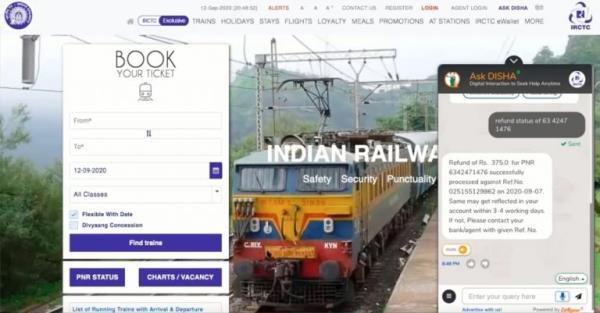 12-Sep-2020 [20:48:52]
ALERTS
A A A⁺
CONTACT US
REGISTER
LOGIN
AGENT LOGIN
ASK DISHA
IRCTC Exclusive TRAINS HOLIDAYS STAYS FLIGHTS LOYALTY MEALS PROMOTIONS AT STATIONS IRCTC eWallet MORE
IRCTC
BOOK
YOUR TICKET
From*
To*
12-09-2020
All Classes
Flexible With Date
Divyaang Concession
Find trains
PNR STATUS
CHARTS / VACANCY
List of Running Trains with Arrival & Departure
INDIAN RAILWA
Safety | Security | Punctuality
C.RLY.
KYN
Ask DISHA
Digital Interaction to Seek Help Anytime
IRCTC
refund status of 63 4247
1476
Sent
Refund of Rs. 375.0 for PNR
6342471476 successfully
processed against Ref.No.
025155129862 on 2020-09-07.
Same may get reflected in your
account within 3-4 working days.
If not, Please contact your
bank/agent with given Ref. No.
8:48 PM
English
Enter your query here
Advertise with us!
Powered by CoRover